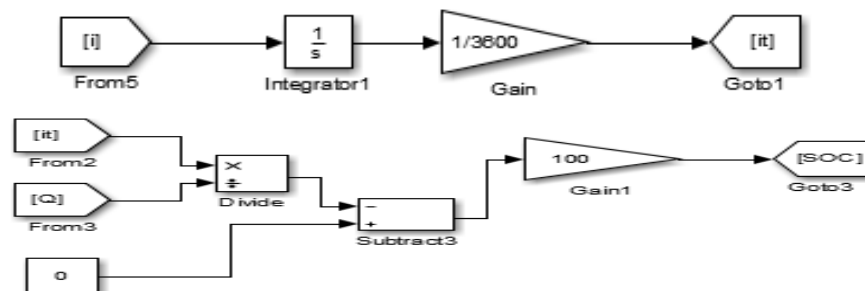 [i]
From5
1
s
Integrator1
1/3600
Gain
[it]
Goto1
[it]
From2
[Q]
From3
×
÷
Divide
0
−
+
Subtract3
100
Gain1
[SOC]
Goto3